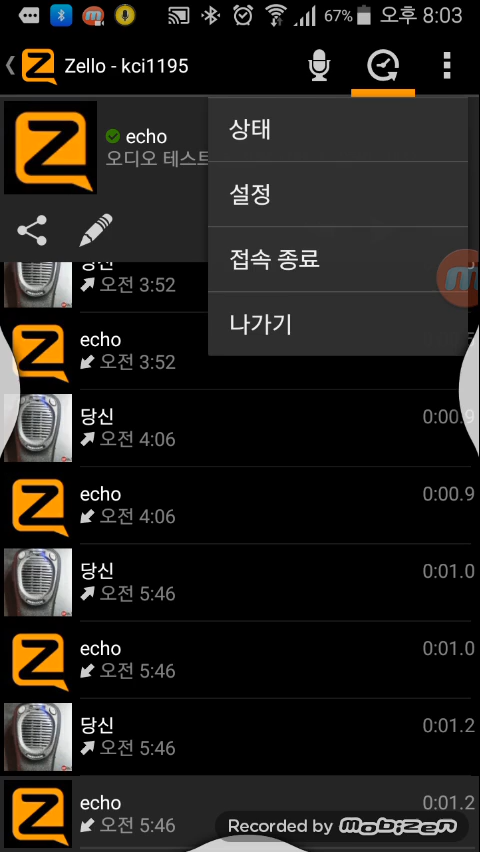 67% 오후 8:03
Zello - kci1195
echo
오디오 테스트
상태
설정
접속 종료
나가기
당신
오전 3:52
echo
오전 3:52
당신 0:00.9
오전 4:06
echo 0:00.9
오전 4:06
당신 0:01.0
오전 5:46
echo 0:01.0
오전 5:46
당신 0:01.2
오전 5:46
echo 0:01.2
오전 5:46
Recorded by mobizen